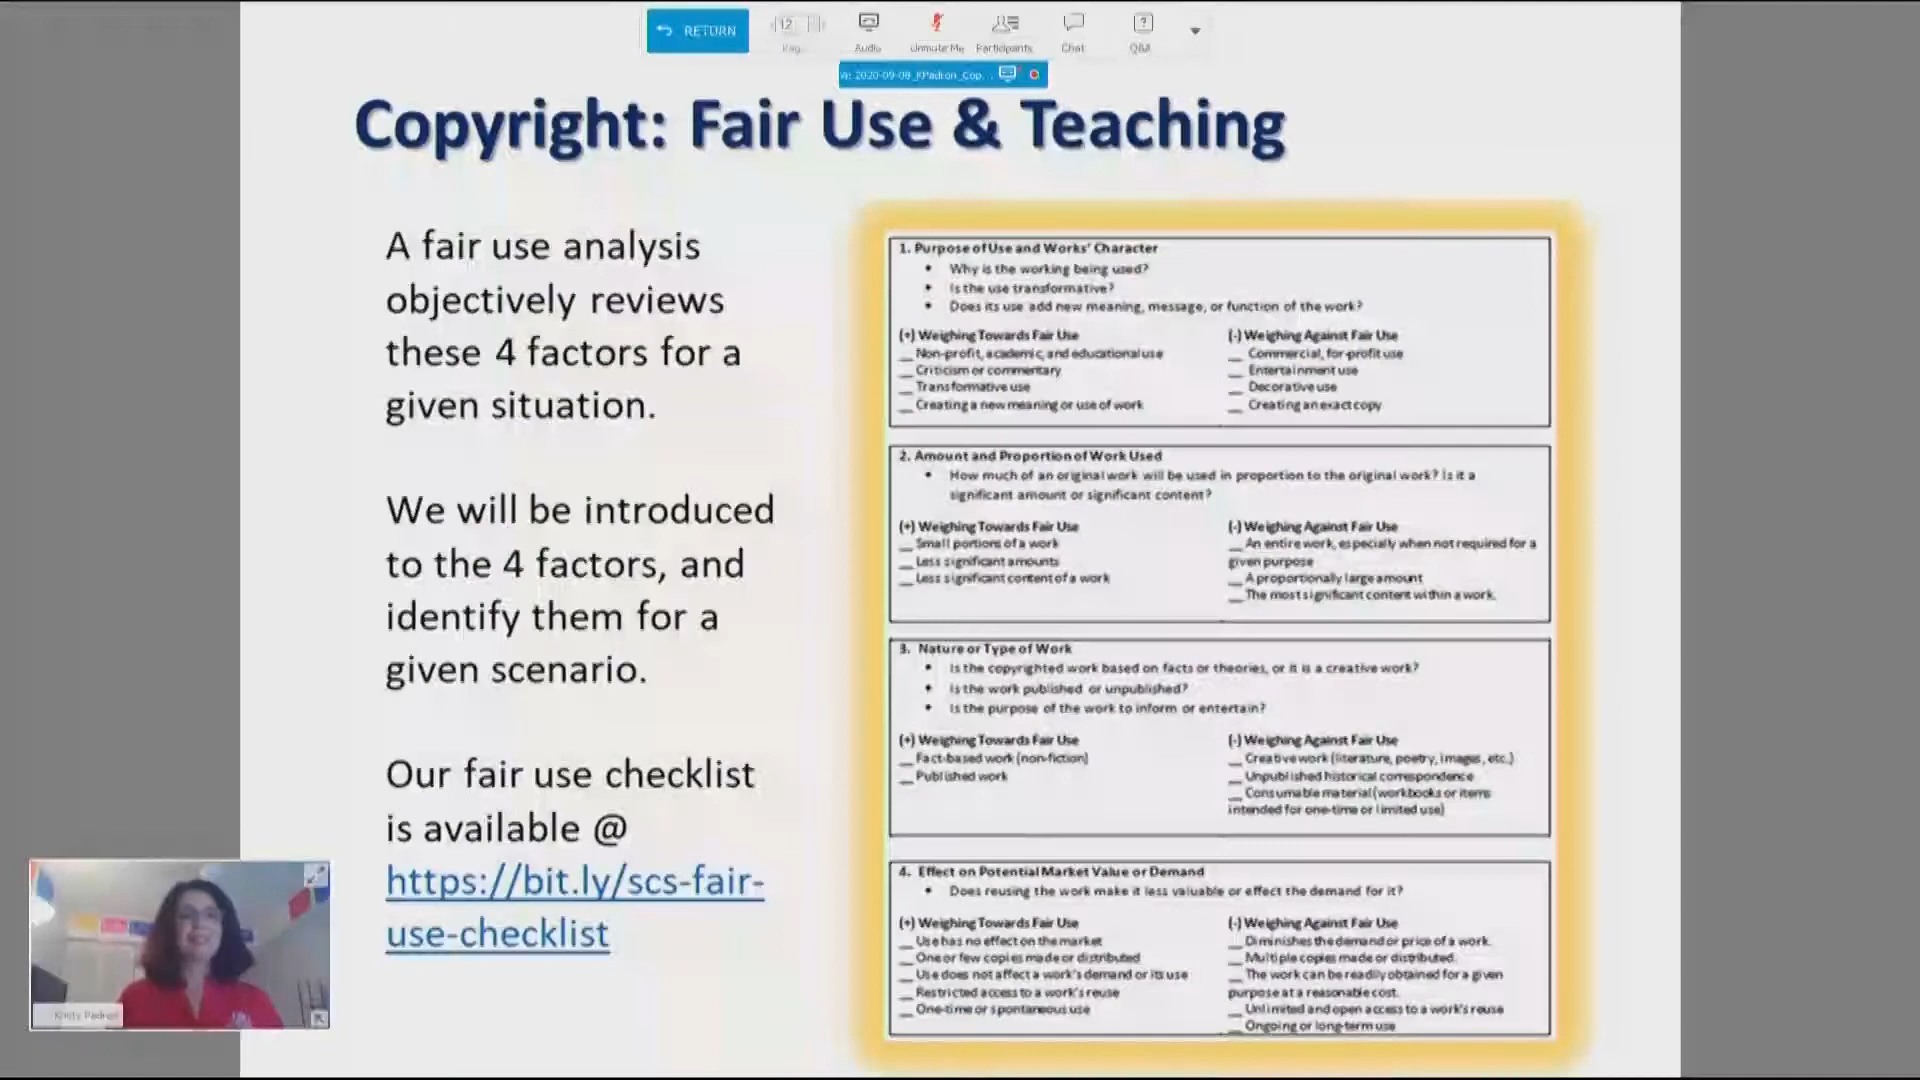 RETURN
12
Audio
Unmute Me
Participants
Chat
Q&A
2020-09-08_KPadron_Cop...
Copyright: Fair Use & Teaching
A fair use analysis
objectively reviews
these 4 factors for a
given situation.
We will be introduced
to the 4 factors, and
identify them for a
given scenario.
Our fair use checklist
is available @
https://bit.ly/scs-fair-
use-checklist
1. Purpose of Use and Works' Character
• Why is the working being used?
• Is the use transformative?
• Does its use add new meaning, message, or function of the work?
(+) Weighing Towards Fair Use
__ Non-profit, academic, and educational use
__ Criticism or commentary
__ Transformative use
__ Creating a new meaning or use of work
(-) Weighing Against Fair Use
__ Commercial, for-profit use
__ Entertainment use
__ Decorative use
__ Creating an exact copy
2. Amount and Proportion of Work Used
• How much of an original work will be used in proportion to the original work? Is it a
significant amount or significant content?
(+) Weighing Towards Fair Use
__ Small portions of a work
__ Less significant amounts
__ Less significant content of a work
(-) Weighing Against Fair Use
__ An entire work, especially when not required for a
given purpose
__ A proportionally large amount
__ The most significant content within a work.
3. Nature or Type of Work
• Is the copyrighted work based on facts or theories, or it is a creative work?
• Is the work published or unpublished?
• Is the purpose of the work to inform or entertain?
(+) Weighing Towards Fair Use
__ Fact-based work (non-fiction)
__ Published work
(-) Weighing Against Fair Use
__ Creative work (literature, poetry, images, etc.)
__ Unpublished historical correspondence
__ Consumable material (workbooks or items
intended for one-time or limited use)
4. Effect on Potential Market Value or Demand
• Does reusing the work make it less valuable or effect the demand for it?
(+) Weighing Towards Fair Use
__ Use has no effect on the market
__ One or few copies made or distributed
__ Use does not affect a work's demand or its use
__ Restricted access to a work's reuse
__ One-time or spontaneous use
(-) Weighing Against Fair Use
__ Diminishes the demand or price of a work.
__ Multiple copies made or distributed.
__ The work can be readily obtained for a given
purpose at a reasonable cost.
__ Unlimited and open access to a work's reuse
__ Ongoing or long-term use
Kristy Padron